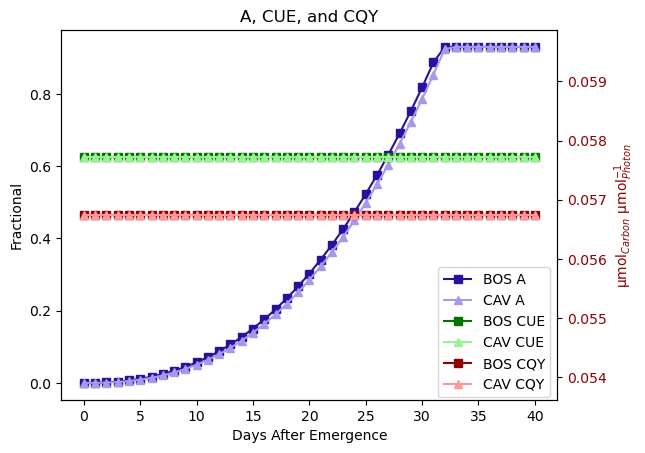 A, CUE, and CQY
Fractional
0.8
0.6
0.4
0.2
0.0
0.059
0.058
0.057
0.056
0.055
0.054
µmol_Carbon µmol⁻¹_Photon
BOS A
CAV A
BOS CUE
CAV CUE
BOS CQY
CAV CQY
0 5 10 15 20 25 30 35 40
Days After Emergence